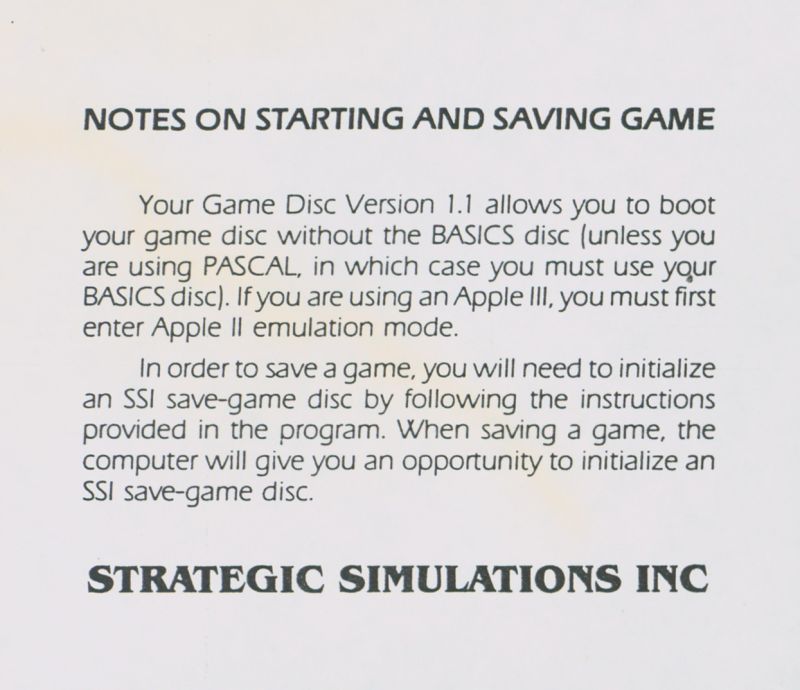 NOTES ON STARTING AND SAVING GAME
Your Game Disc Version 1.1 allows you to boot
your game disc without the BASICS disc (unless you
are using PASCAL, in which case you must use your
BASICS disc). If you are using an Apple III, you must first
enter Apple II emulation mode.
In order to save a game, you will need to initialize
an SSI save-game disc by following the instructions
provided in the program. When saving a game, the
computer will give you an opportunity to initialize an
SSI save-game disc.
STRATEGIC SIMULATIONS INC